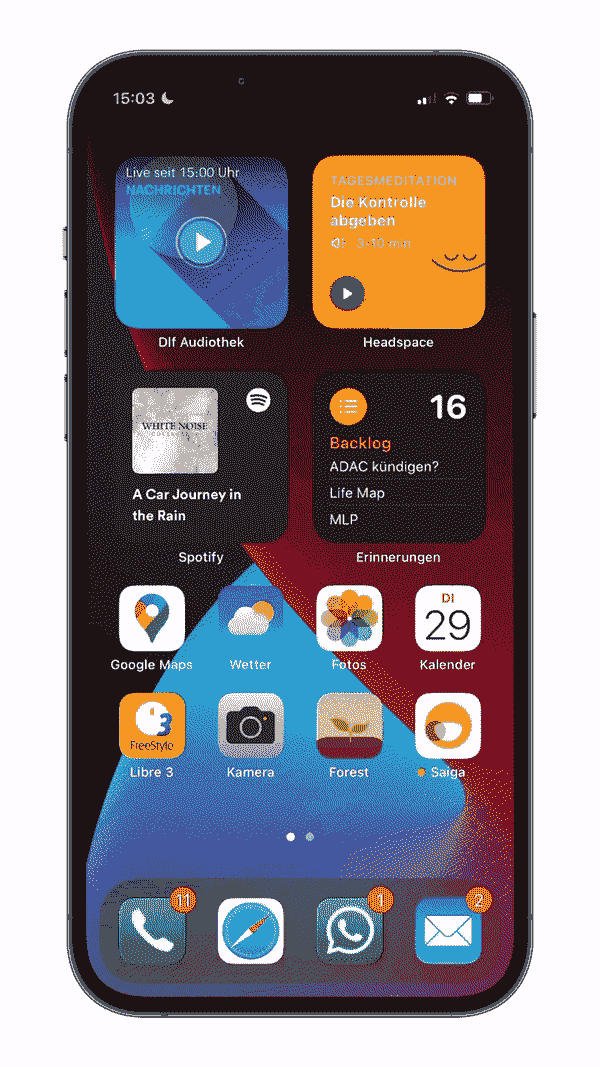 15:03
Live seit 15:00 Uhr
NACHRICHTEN
Dlf Audiothek
TAGESMEDITATION
Die Kontrolle
abgeben
3-10 min
Headspace
WHITE NOISE
A Car Journey in
the Rain
Spotify
16
Backlog
ADAC kündigen?
Life Map
MLP
Erinnerungen
Google Maps
Wetter
Fotos
DI
29
Kalender
3
FreeStyle
Libre 3
Kamera
Forest
Saiga
11
1
2